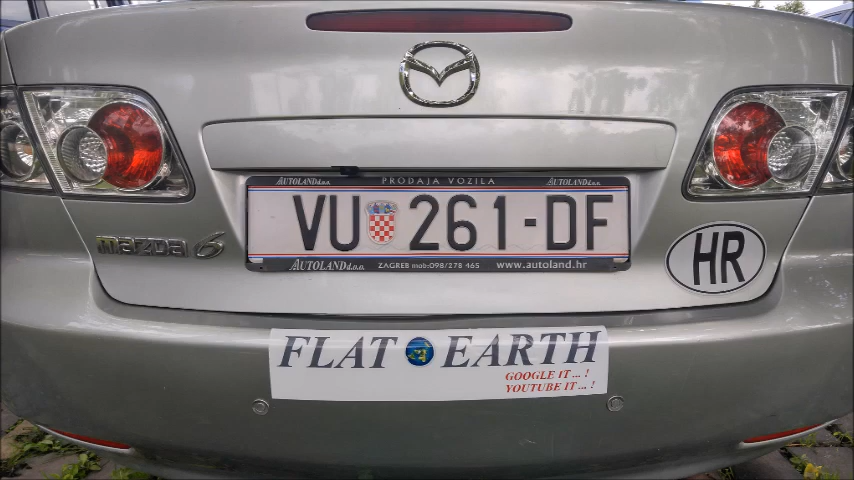 AUTOLAND d.o.o. PRODAJA VOZILA AUTOLAND d.o.o.
VU 261-DF
AUTOLAND d.o.o. ZAGREB mob:098/278 465 www.autoland.hr
mazda 6
HR
FLAT EARTH
GOOGLE IT ... !
YOUTUBE IT ... !